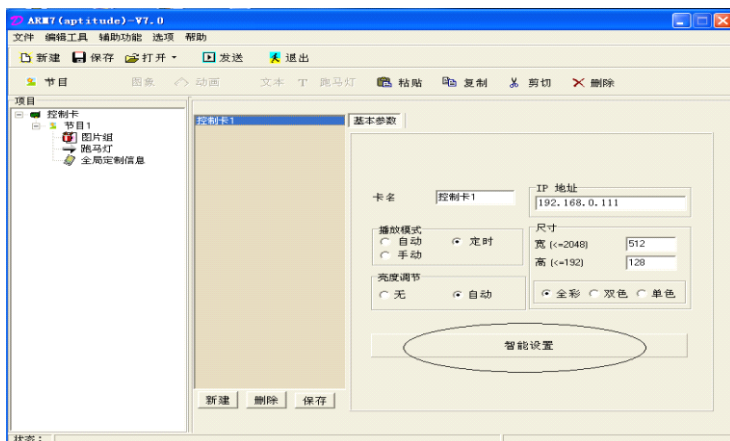 ARM7(aptitude)-V7.0
文件 编辑工具 辅助功能 选项 帮助
新建 保存 打开 发送 退出
节目 图象 动画 文本 T 跑马灯 粘贴 复制 剪切 删除
项目
控制卡
节目1
图片组
跑马灯
全局定制信息
控制卡1
新建 删除 保存
基本参数
卡名 控制卡1
IP 地址
192.168.0.111
播放模式
自动 定时
手动
尺寸
宽(<=2048) 512
高(<=192) 128
亮度调节
无 自动
全彩 双色 单色
智能设置
状态: